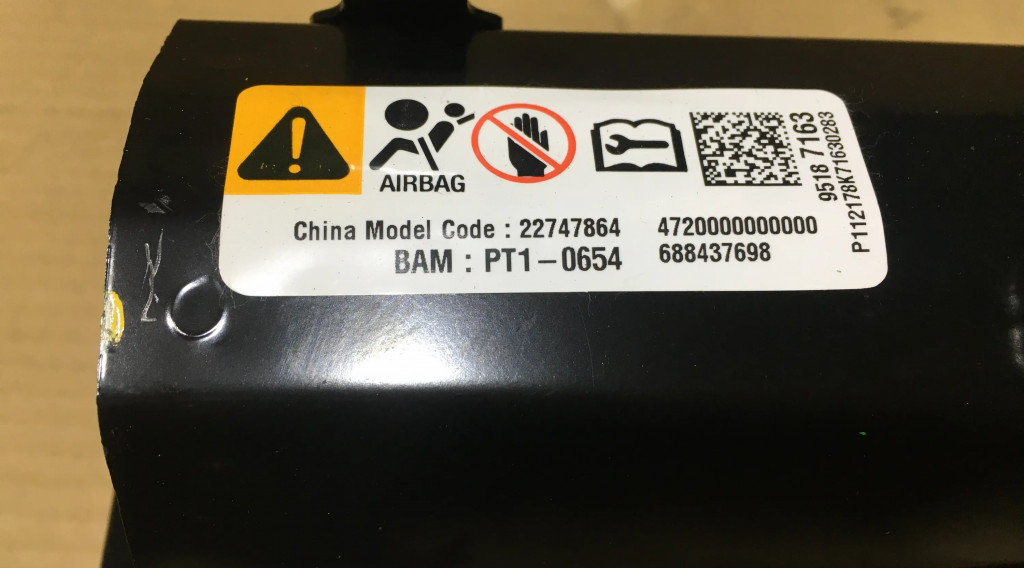 AIRBAG
China Model Code : 22747864
BAM : PT1-0654
4720000000000
688437698
9518 7163
P112178K71630283